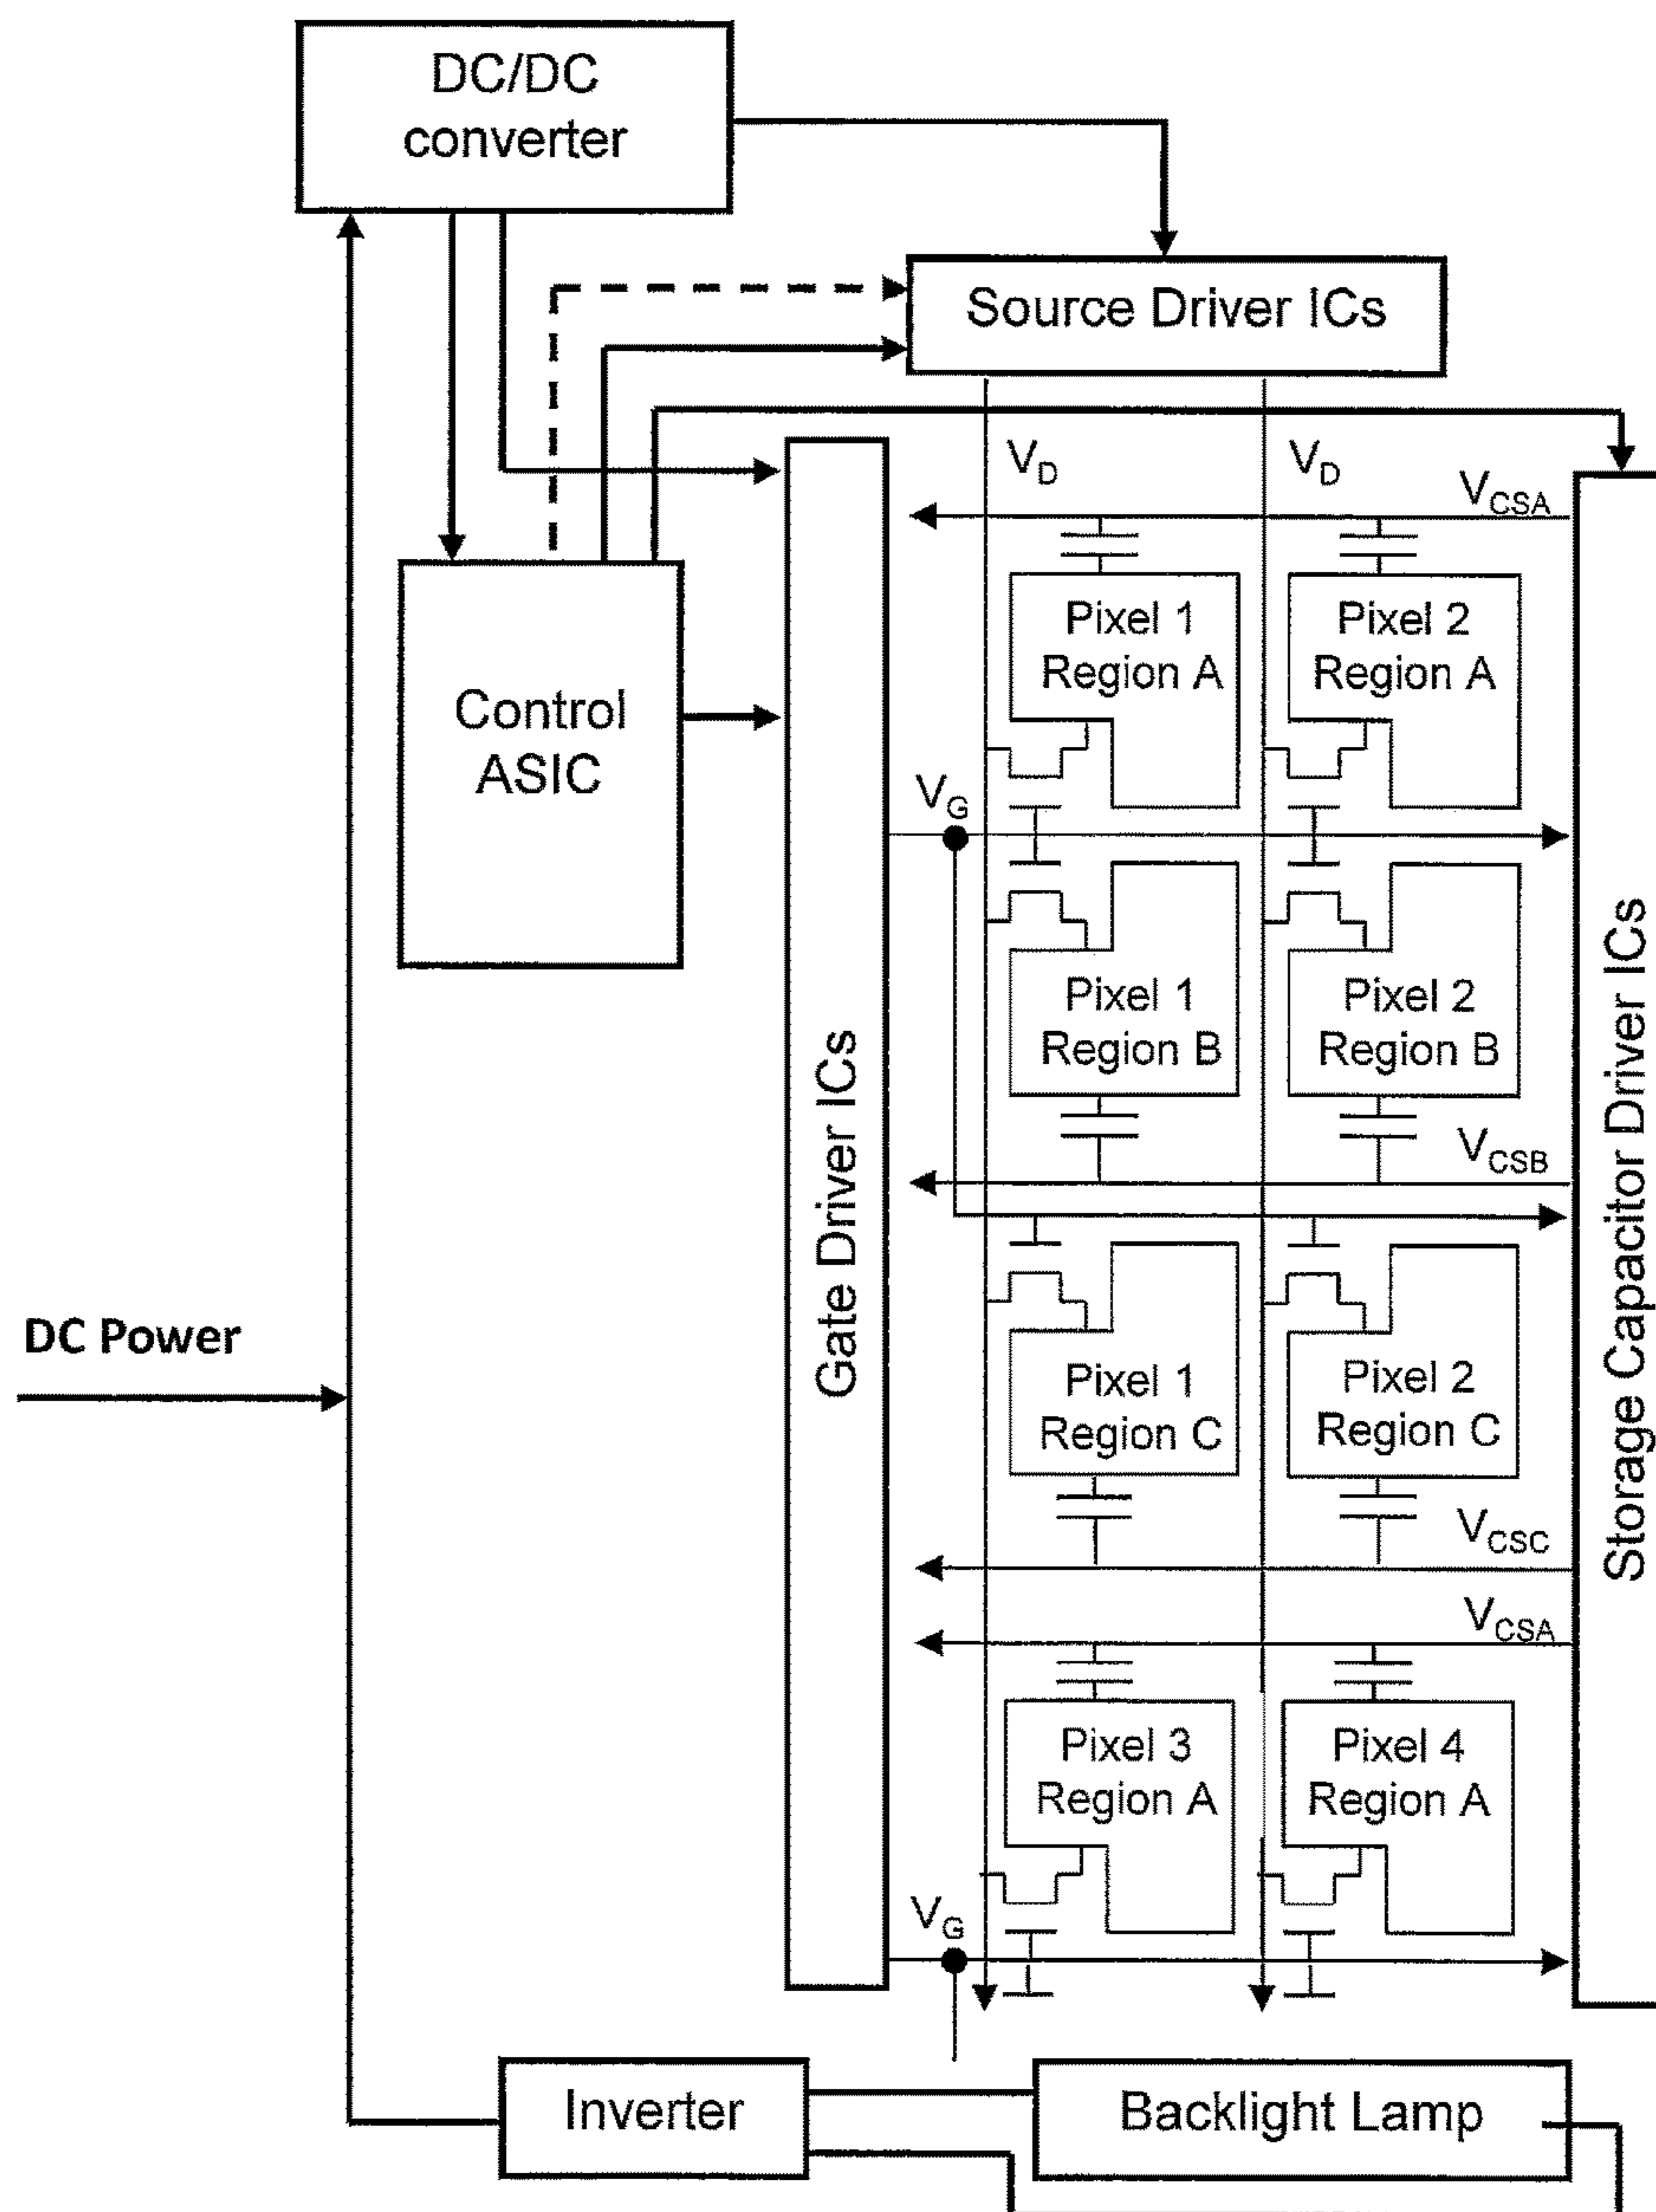 DC/DC
converter
Source Driver ICs
V_D
V_D
V_CSA
Pixel 1
Region A
Pixel 2
Region A
Control
ASIC
V_G
Pixel 1
Region B
Pixel 2
Region B
V_CSB
Gate Driver ICs
Storage Capacitor Driver ICs
DC Power
Pixel 1
Region C
Pixel 2
Region C
V_CSC
V_CSA
Pixel 3
Region A
Pixel 4
Region A
V_G
Inverter
Backlight Lamp